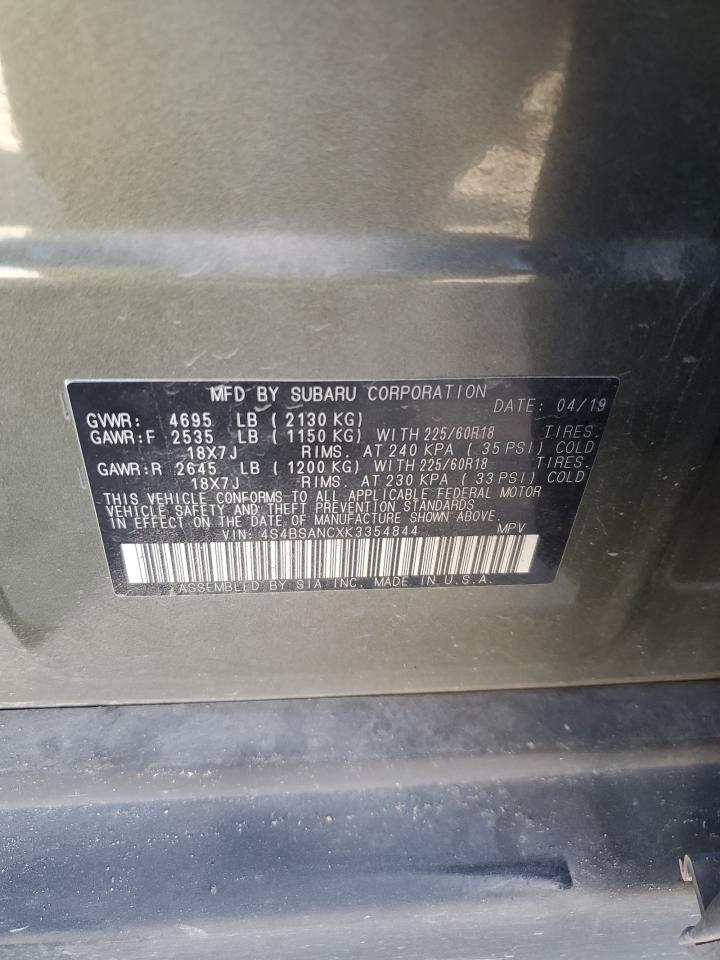 MFD BY SUBARU CORPORATION
DATE: 04/19
GVWR: 4695 LB ( 2130 KG)
GAWR:F 2535 LB ( 1150 KG) WITH 225/60R18 TIRES.
18X7J RIMS. AT 240 KPA ( 35 PSI) COLD
GAWR:R 2645 LB ( 1200 KG) WITH 225/60R18 TIRES.
18X7J RIMS. AT 230 KPA ( 33 PSI) COLD
THIS VEHICLE CONFORMS TO ALL APPLICABLE FEDERAL MOTOR
VEHICLE SAFETY AND THEFT PREVENTION STANDARDS
IN EFFECT ON THE DATE OF MANUFACTURE SHOWN ABOVE.
VIN: 4S4BSANCXK3354844 MPV
ASSEMBLED BY SIA INC. MADE IN U.S.A.